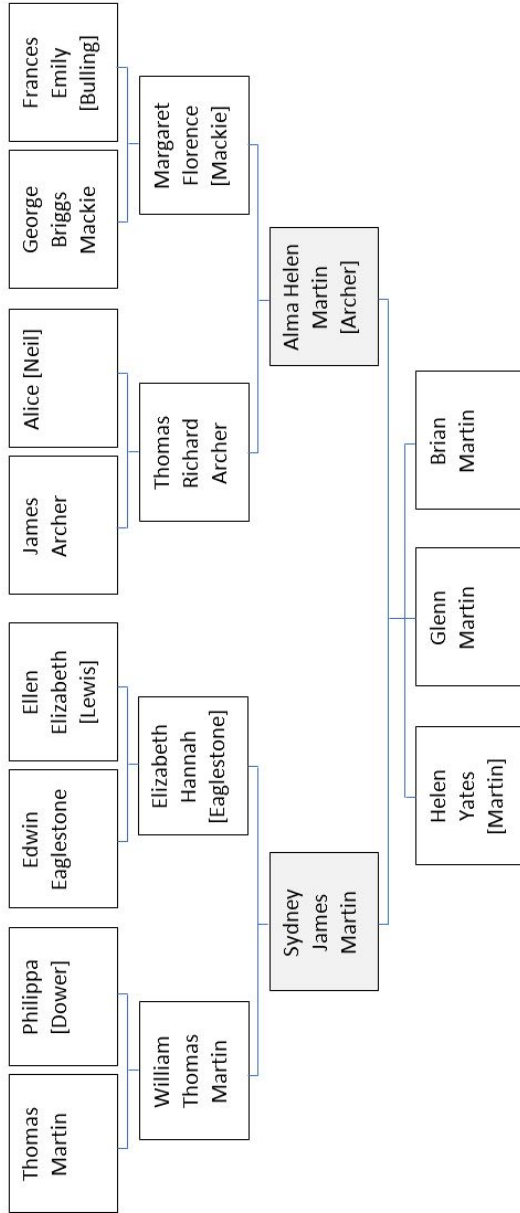 Thomas
Martin
Philippa
[Dower]
Edwin
Eaglestone
Ellen
Elizabeth
[Lewis]
James
Archer
Alice [Neil]
George
Briggs
Mackie
Frances
Emily
[Bulling]
William
Thomas
Martin
Elizabeth
Hannah
[Eaglestone]
Thomas
Richard
Archer
Margaret
Florence
[Mackie]
Sydney
James
Martin
Alma Helen
Martin
[Archer]
Helen
Yates
[Martin]
Glenn
Martin
Brian
Martin